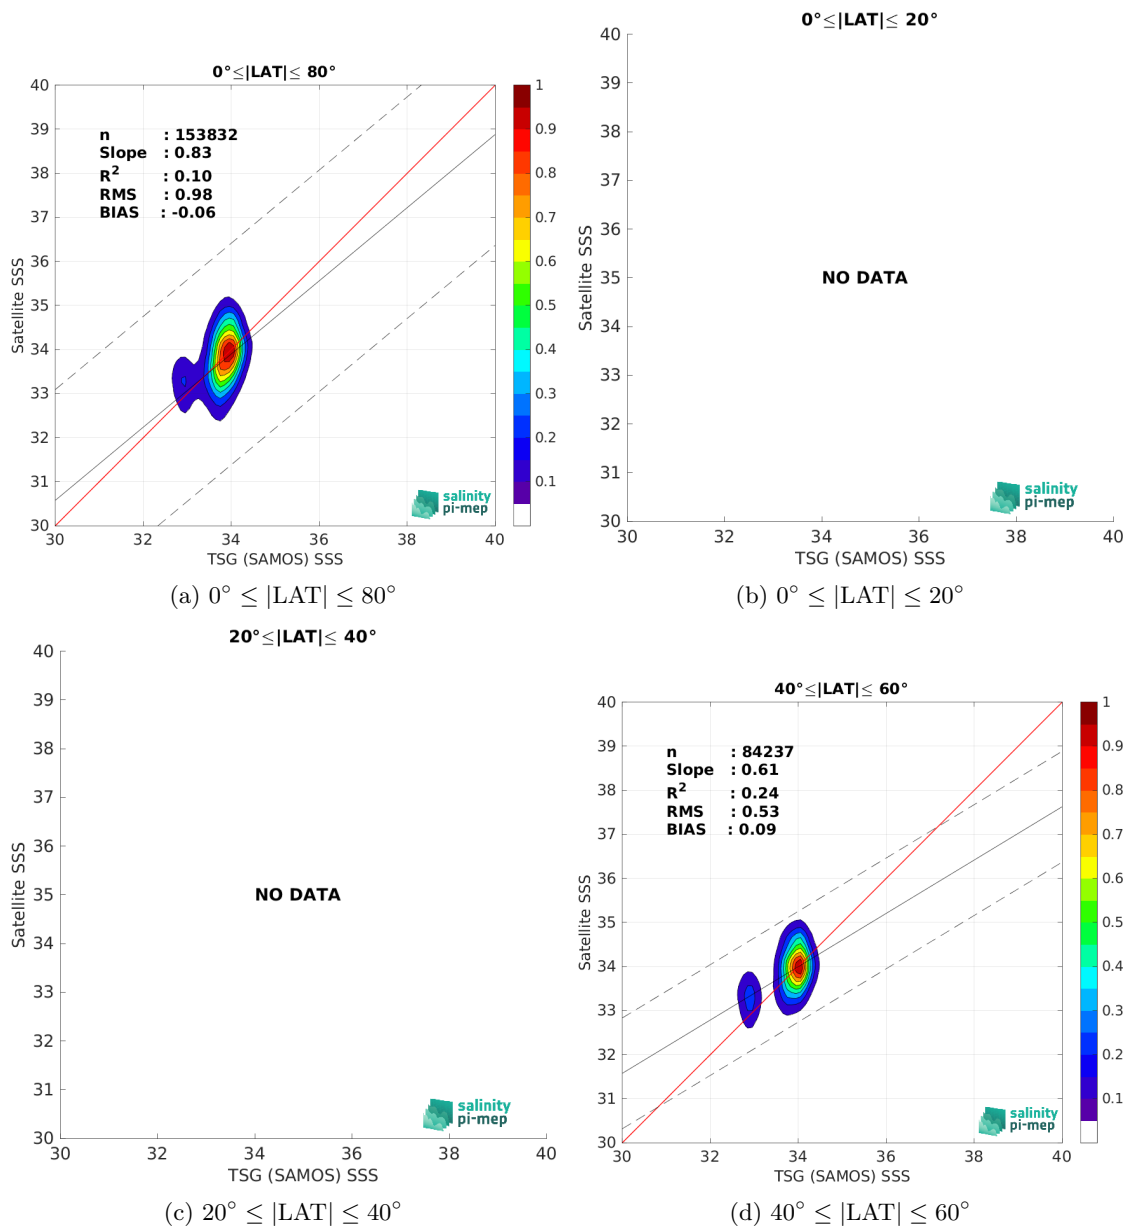 0°≤|LAT|≤ 80°
40
39
38
37
36
35
34
33
32
31
30
Satellite SSS
n : 153832
Slope : 0.83
R² : 0.10
RMS : 0.98
BIAS : -0.06
salinity
pi-mep
30 32 34 36 38 40
TSG (SAMOS) SSS
1
0.9
0.8
0.7
0.6
0.5
0.4
0.3
0.2
0.1
(a) 0° ≤ |LAT| ≤ 80°
0°≤|LAT|≤ 20°
40
39
38
37
36
35
34
33
32
31
30
Satellite SSS
NO DATA
salinity
pi-mep
30 32 34 36 38 40
TSG (SAMOS) SSS
(b) 0° ≤ |LAT| ≤ 20°
20°≤|LAT|≤ 40°
40
39
38
37
36
35
34
33
32
31
30
Satellite SSS
NO DATA
salinity
pi-mep
30 32 34 36 38 40
TSG (SAMOS) SSS
(c) 20° ≤ |LAT| ≤ 40°
40°≤|LAT|≤ 60°
40
39
38
37
36
35
34
33
32
31
30
Satellite SSS
n : 84237
Slope : 0.61
R² : 0.24
RMS : 0.53
BIAS : 0.09
salinity
pi-mep
30 32 34 36 38 40
TSG (SAMOS) SSS
1
0.9
0.8
0.7
0.6
0.5
0.4
0.3
0.2
0.1
(d) 40° ≤ |LAT| ≤ 60°